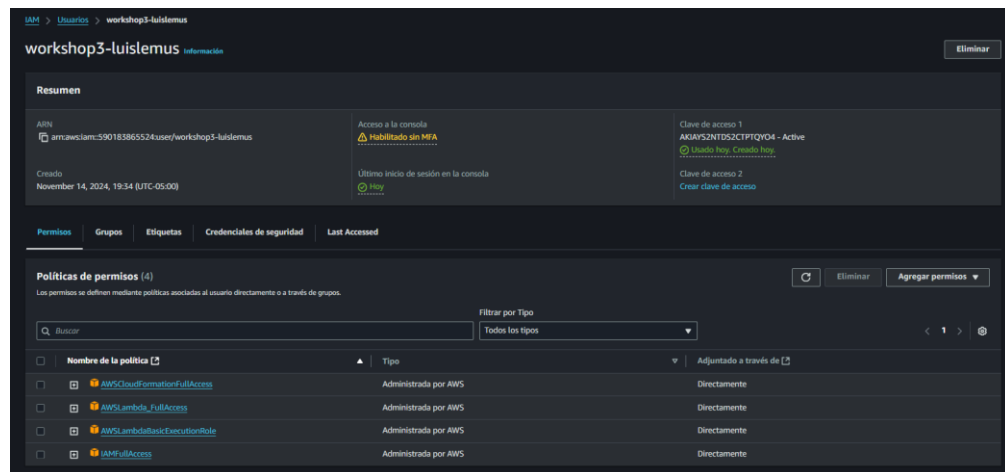 IAM > Usuarios > workshop3-luislemus
workshop3-luislemus Información
Eliminar
Resumen
ARN
arn:aws:iam::590183865524:user/workshop3-luislemus
Acceso a la consola
Habilitado sin MFA
Clave de acceso 1
AKIAYS2NTDS2CTPTQYO4 - Active
Usado hoy. Creado hoy.
Creado
November 14, 2024, 19:34 (UTC-05:00)
Último inicio de sesión en la consola
Hoy
Clave de acceso 2
Crear clave de acceso
Permisos Grupos Etiquetas Credenciales de seguridad Last Accessed
Políticas de permisos (4)
Eliminar
Agregar permisos
Los permisos se definen mediante políticas asociadas al usuario directamente o a través de grupos.
Filtrar por Tipo
Buscar
Todos los tipos
1
Nombre de la política Tipo Adjuntado a través de
AWSCloudFormationFullAccess Administrada por AWS Directamente
AWSLambda_FullAccess Administrada por AWS Directamente
AWSLambdaBasicExecutionRole Administrada por AWS Directamente
IAMFullAccess Administrada por AWS Directamente